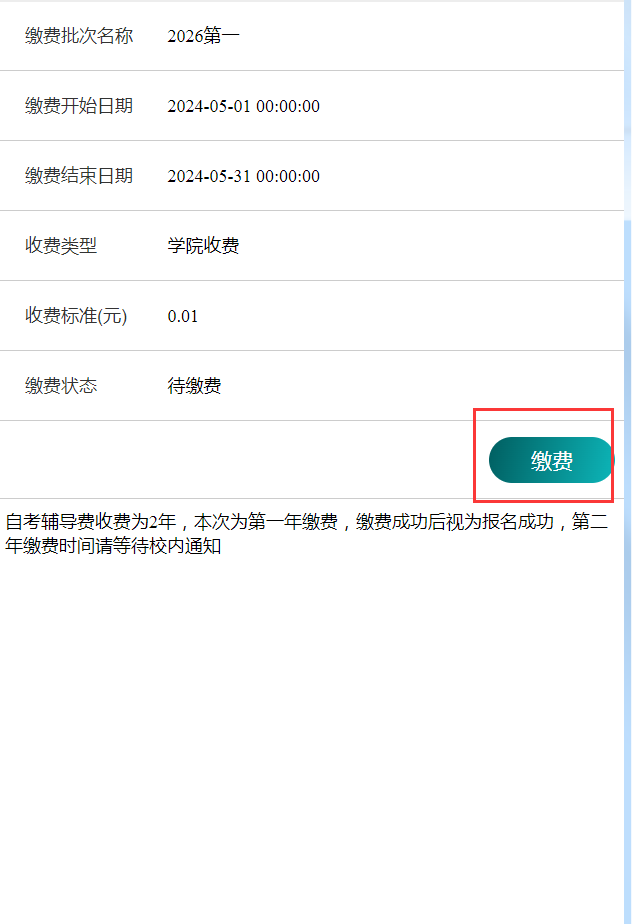 缴费批次名称 2026第一
缴费开始日期 2024-05-01 00:00:00
缴费结束日期 2024-05-31 00:00:00
收费类型 学院收费
收费标准(元) 0.01
缴费状态 待缴费
缴费
自考辅导费收费为2年，本次为第一年缴费，缴费成功后视为报名成功，第二
年缴费时间请等待校内通知